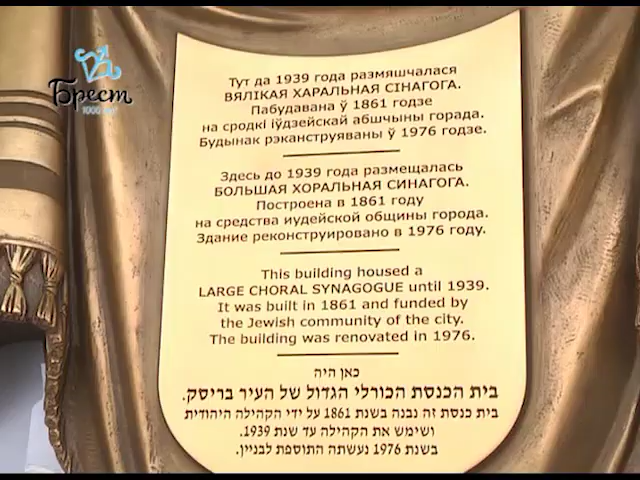 Брест
1000 год
Тут да 1939 года размяшчалася
ВЯЛІКАЯ ХАРАЛЬНАЯ СІНАГОГА.
Пабудавана ў 1861 годзе
на сродкі іўдзейскай абшчыны горада.
Будынак рэканструяваны ў 1976 годзе.
Здесь до 1939 года размещалась
БОЛЬШАЯ ХОРАЛЬНАЯ СИНАГОГА.
Построена в 1861 году
на средства иудейской общины города.
Здание реконструировано в 1976 году.
This building housed a
LARGE CHORAL SYNAGOGUE until 1939.
It was built in 1861 and funded by
the Jewish community of the city.
The building was renovated in 1976.
כאן היה
בית הכנסת הכורלי הגדול של העיר בריסק.
בית כנסת זה נבנה בשנת 1861 על ידי הקהילה היהודית
ושימש את הקהילה עד שנת 1939.
בשנת 1976 נעשתה התוספת לבניין.